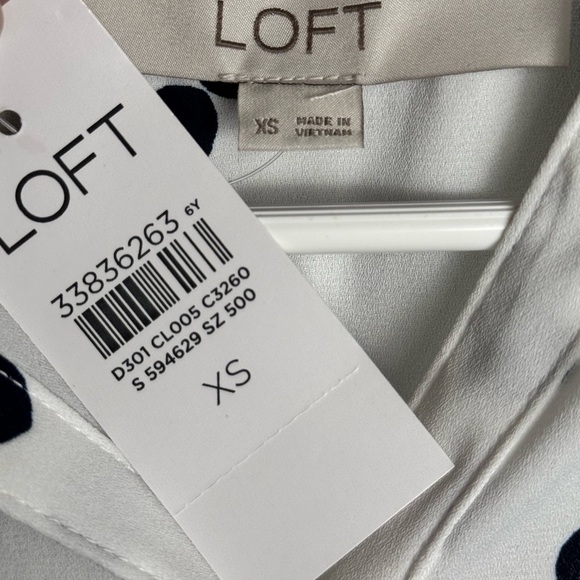 LOFT
XS MADE IN
VIETNAM
LOFT
33836263 6Y
D301 CL005 C3260
S 594629 SZ 500
XS